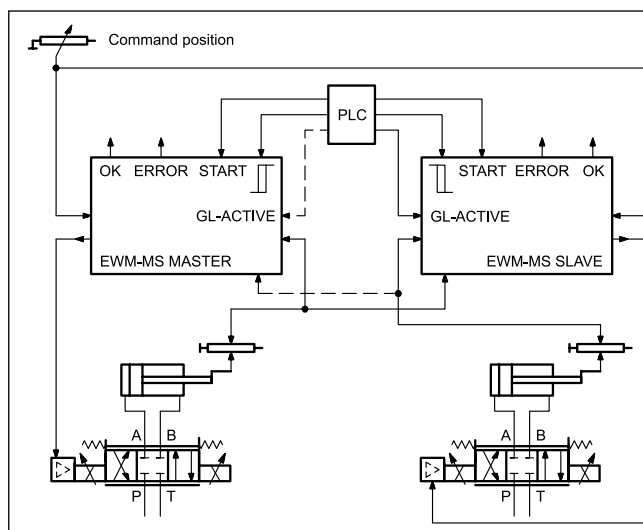 Command position
PLC
OK ERROR START
START ERROR OK
GL-ACTIVE
GL-ACTIVE
EWM-MS MASTER
EWM-MS SLAVE
A B
A B
P T
P T